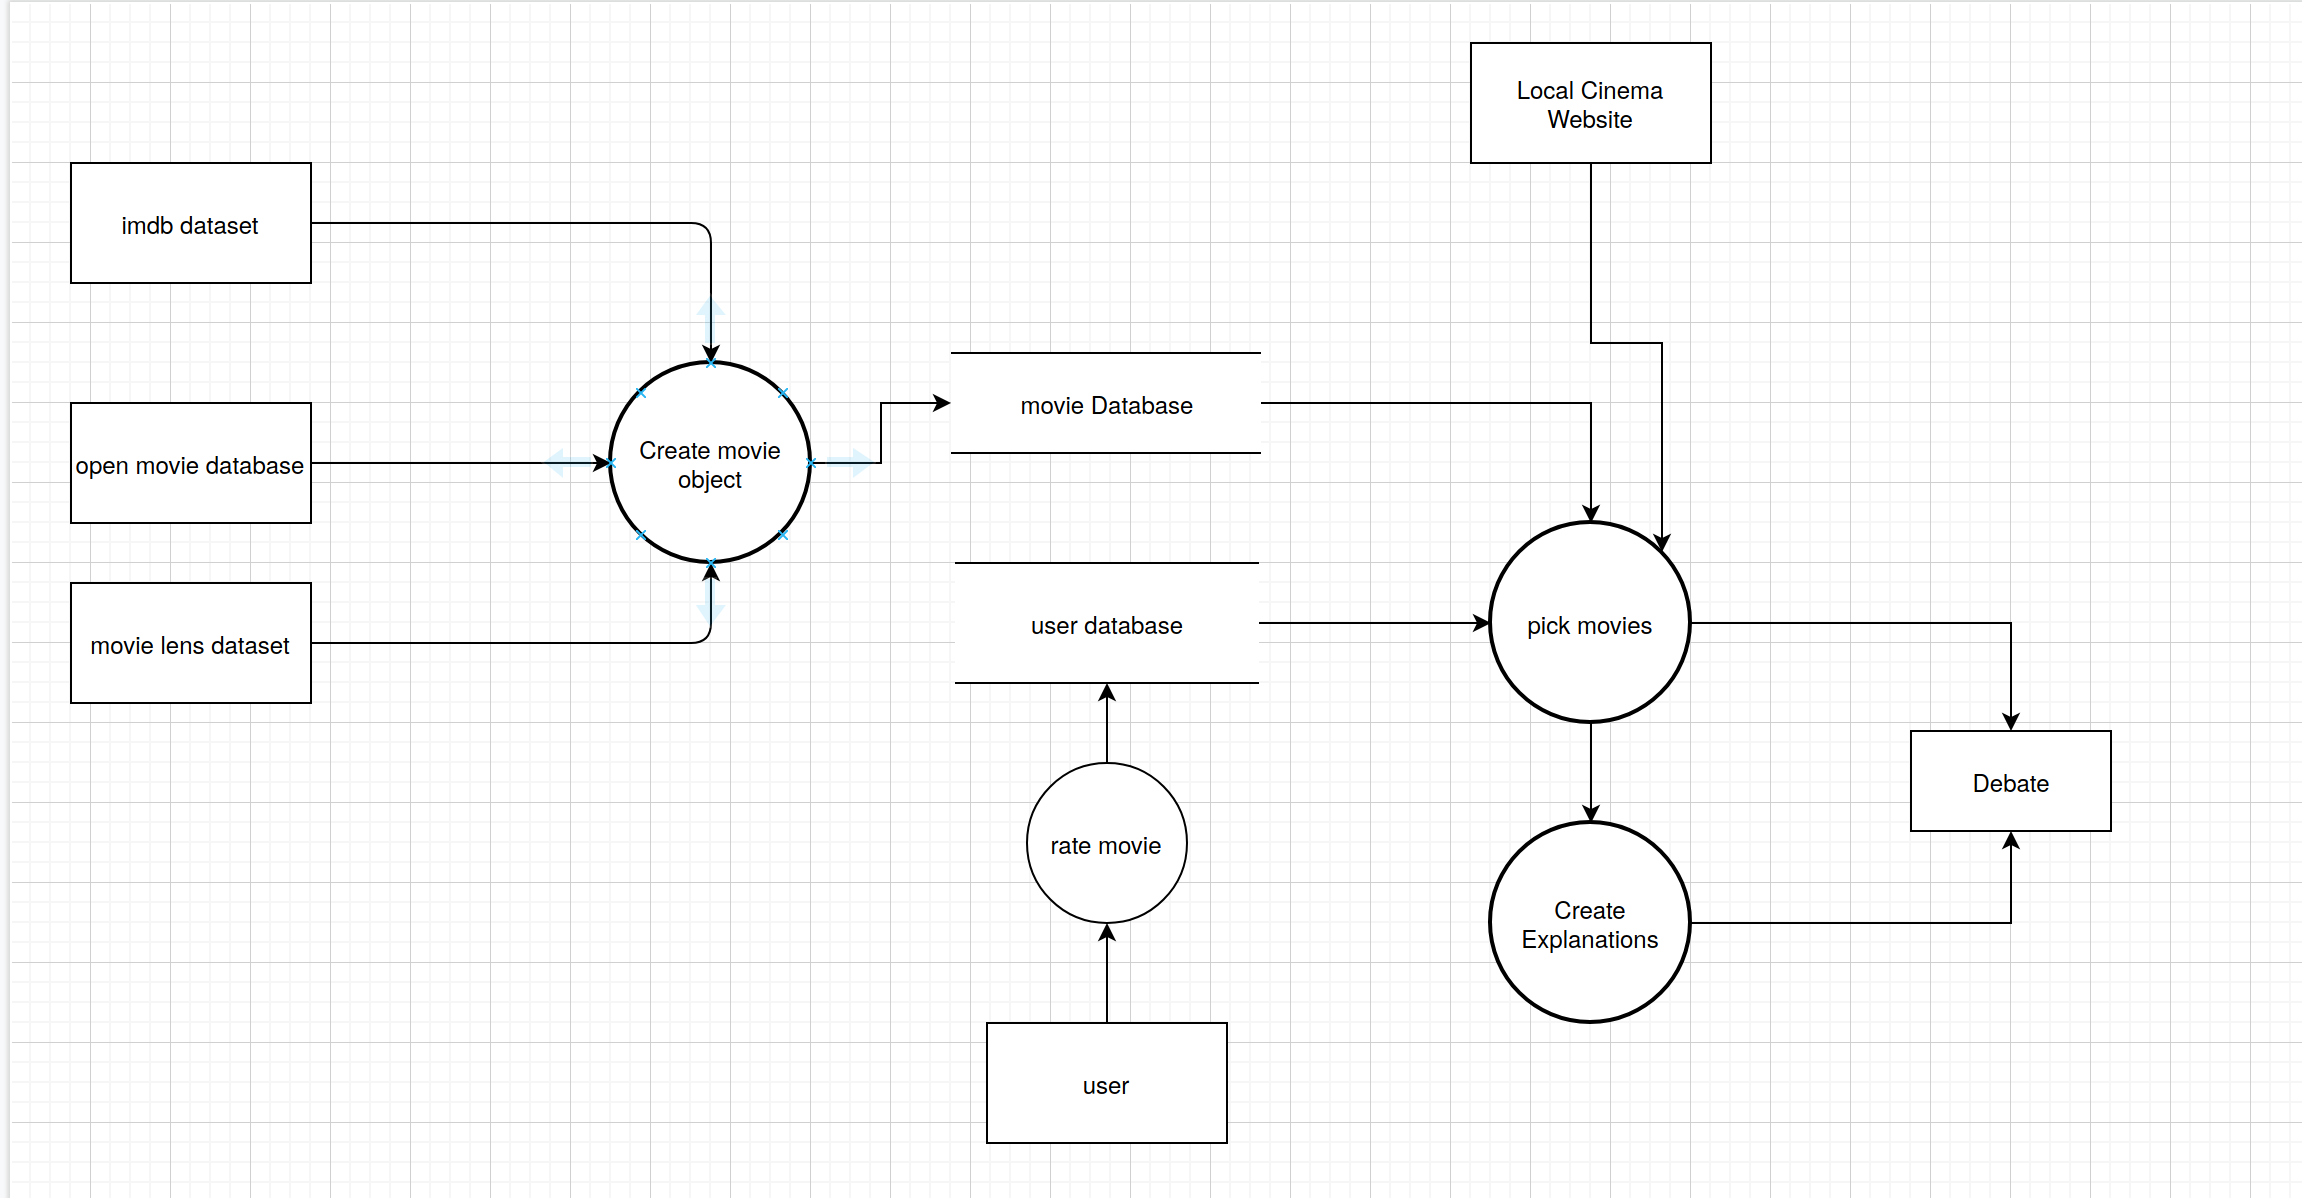 Local Cinema
Website
imdb dataset
open movie database
movie lens dataset
Create movie
object
movie Database
user database
rate movie
user
pick movies
Create
Explanations
Debate